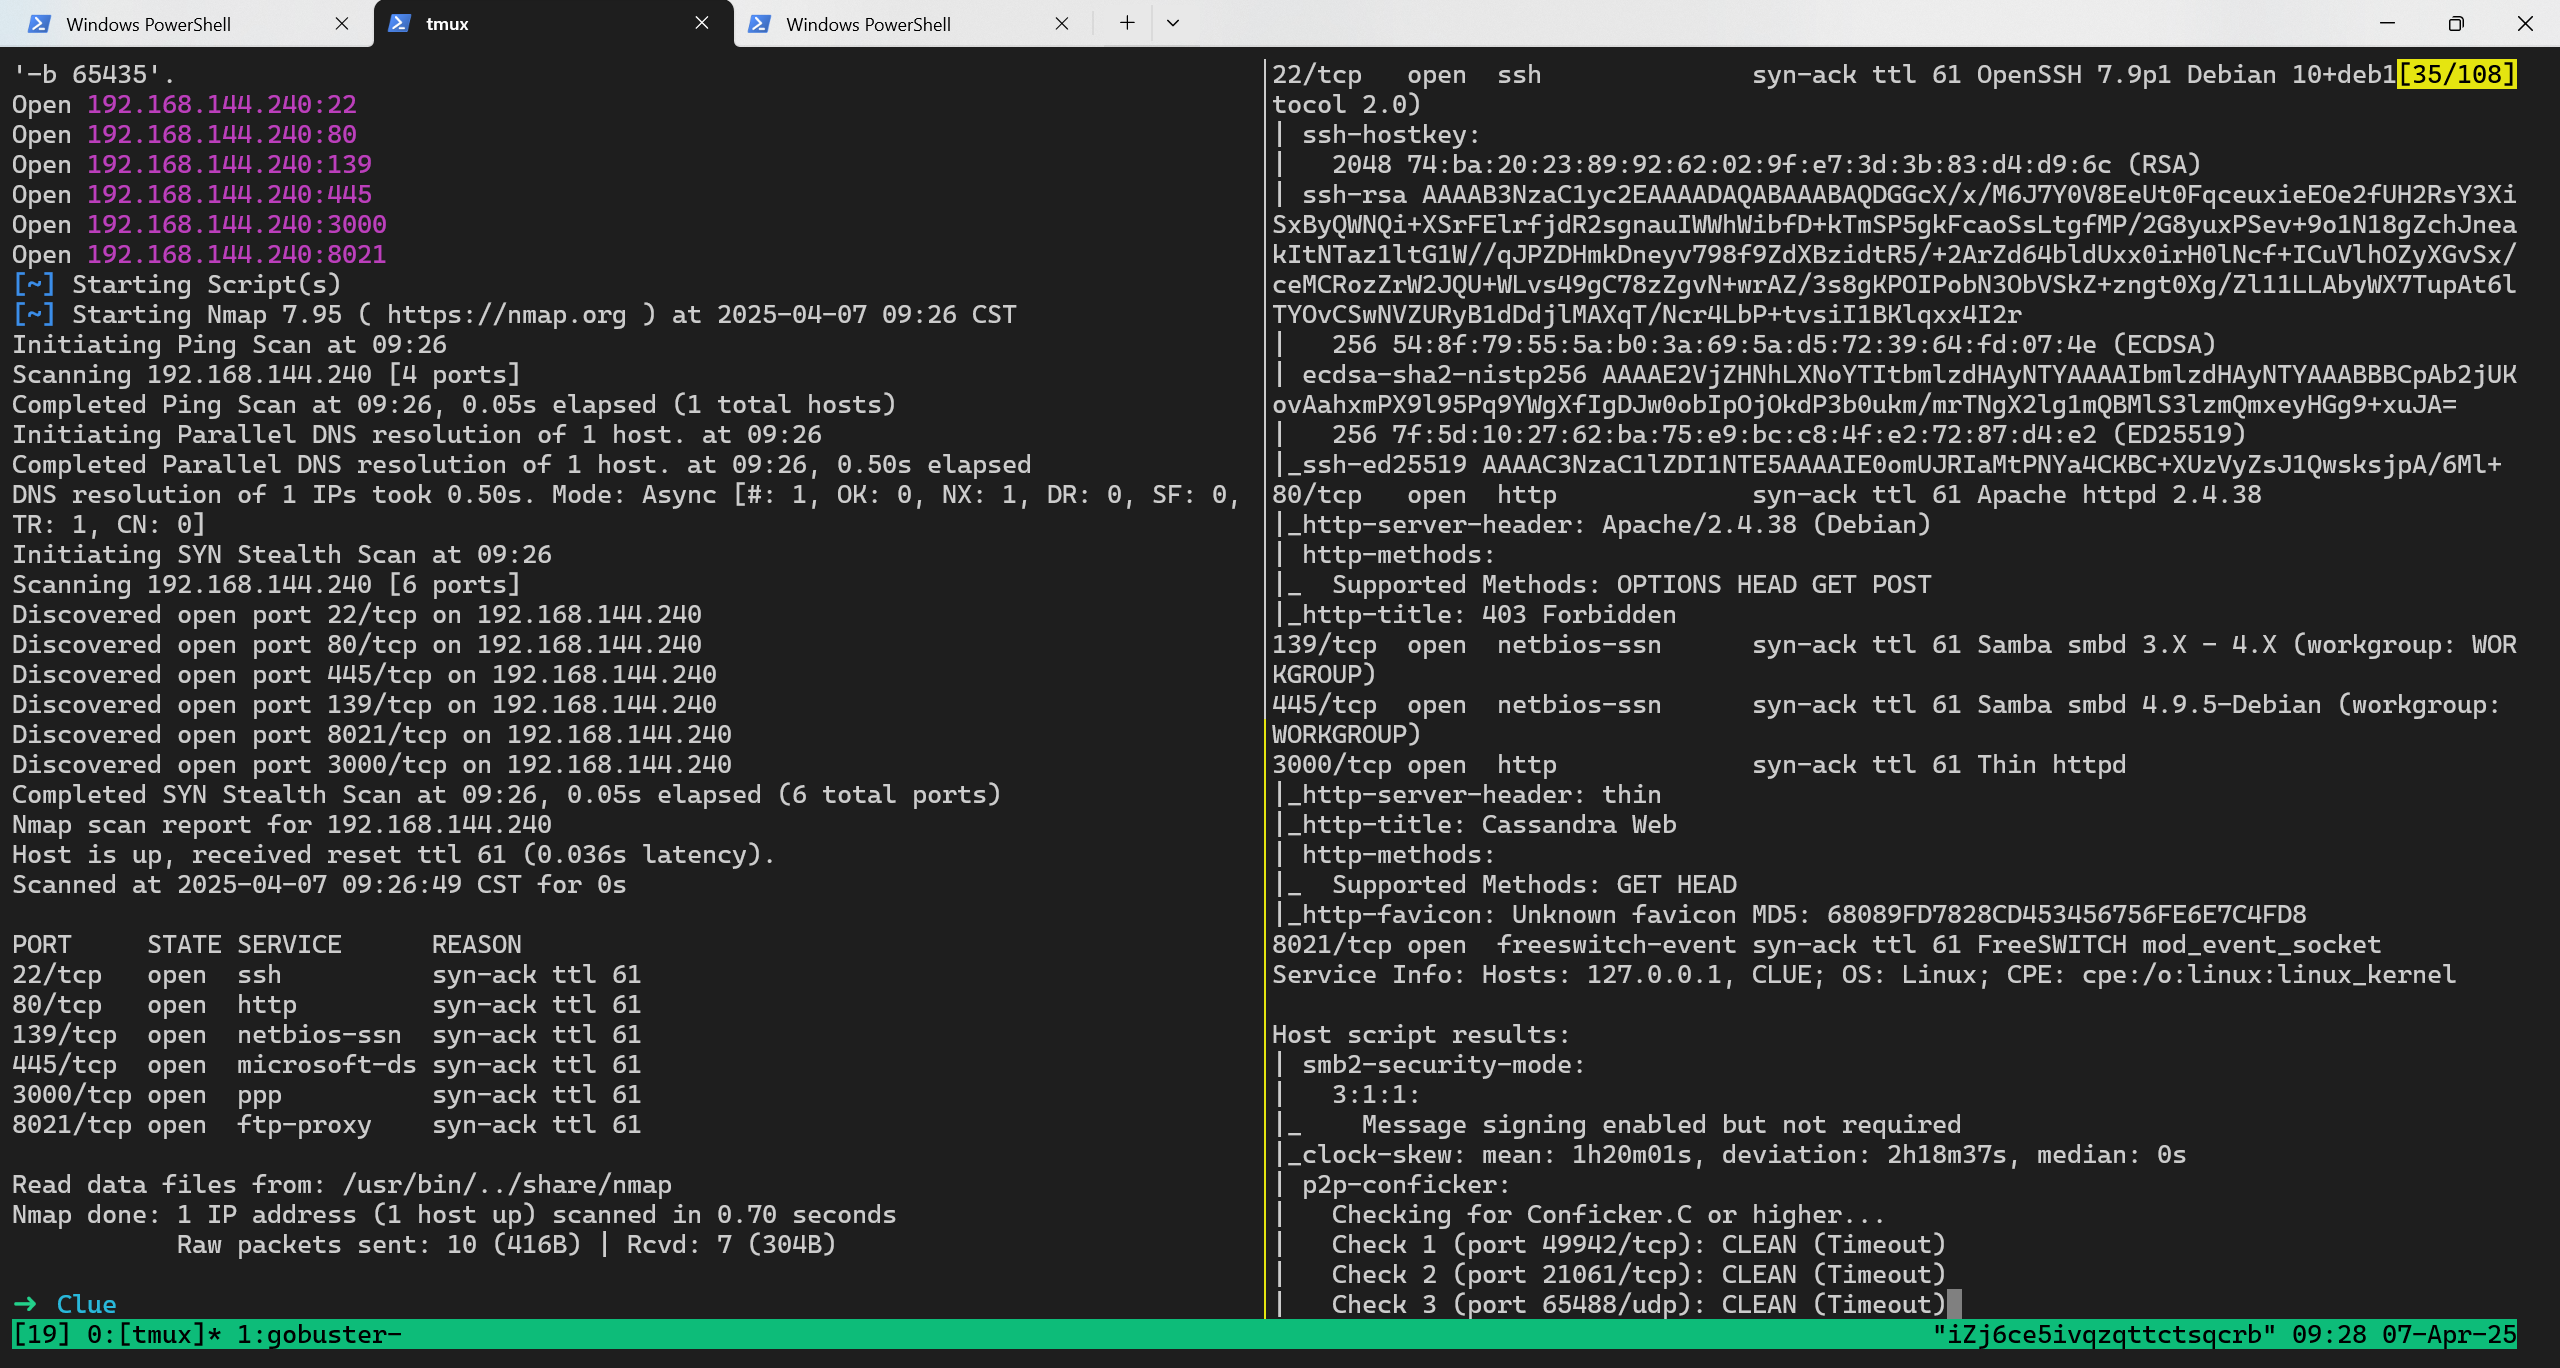 Windows PowerShell
tmux
Windows PowerShell
'-b 65435'.
Open 192.168.144.240:22
Open 192.168.144.240:80
Open 192.168.144.240:139
Open 192.168.144.240:445
Open 192.168.144.240:3000
Open 192.168.144.240:8021
[~] Starting Script(s)
[~] Starting Nmap 7.95 ( https://nmap.org ) at 2025-04-07 09:26 CST
Initiating Ping Scan at 09:26
Scanning 192.168.144.240 [4 ports]
Completed Ping Scan at 09:26, 0.05s elapsed (1 total hosts)
Initiating Parallel DNS resolution of 1 host. at 09:26
Completed Parallel DNS resolution of 1 host. at 09:26, 0.50s elapsed
DNS resolution of 1 IPs took 0.50s. Mode: Async [#: 1, OK: 0, NX: 1, DR: 0, SF: 0,
TR: 1, CN: 0]
Initiating SYN Stealth Scan at 09:26
Scanning 192.168.144.240 [6 ports]
Discovered open port 22/tcp on 192.168.144.240
Discovered open port 80/tcp on 192.168.144.240
Discovered open port 445/tcp on 192.168.144.240
Discovered open port 139/tcp on 192.168.144.240
Discovered open port 8021/tcp on 192.168.144.240
Discovered open port 3000/tcp on 192.168.144.240
Completed SYN Stealth Scan at 09:26, 0.05s elapsed (6 total ports)
Nmap scan report for 192.168.144.240
Host is up, received reset ttl 61 (0.036s latency).
Scanned at 2025-04-07 09:26:49 CST for 0s
PORT     STATE SERVICE      REASON
22/tcp   open  ssh          syn-ack ttl 61
80/tcp   open  http         syn-ack ttl 61
139/tcp  open  netbios-ssn  syn-ack ttl 61
445/tcp  open  microsoft-ds syn-ack ttl 61
3000/tcp open  ppp          syn-ack ttl 61
8021/tcp open  ftp-proxy    syn-ack ttl 61
Read data files from: /usr/bin/../share/nmap
Nmap done: 1 IP address (1 host up) scanned in 0.70 seconds
           Raw packets sent: 10 (416B) | Rcvd: 7 (304B)
→ Clue
22/tcp   open  ssh              syn-ack ttl 61 OpenSSH 7.9p1 Debian 10+deb1[35/108]
tocol 2.0)
| ssh-hostkey:
|   2048 74:ba:20:23:89:92:62:02:9f:e7:3d:3b:83:d4:d9:6c (RSA)
| ssh-rsa AAAAB3NzaC1yc2EAAAADAQABAAABAQDGGcX/x/M6J7Y0V8EeUt0FqceuxieEOe2fUH2RsY3Xi
SxByQWNQi+XSrFElrfjdR2sgnauIWWhWibfD+kTmSP5gkFcaoSsLtgfMP/2G8yuxPSev+9o1N18gZchJnea
kItNTaz1ltG1W//qJPZDHmkDneyv798f9ZdXBzidtR5/+2ArZd64bldUxx0irH0lNcf+ICuVlhOZyXGvSx/
ceMCRozZrW2JQU+WLvs49gC78zZgvN+wrAZ/3s8gKPOIPobN3ObVSkZ+zngt0Xg/Zl11LLAbyWX7TupAt6l
TYOvCSwNVZURyB1dDdjlMAXqT/Ncr4LbP+tvsiI1BKlqxx4I2r
|   256 54:8f:79:55:5a:b0:3a:69:5a:d5:72:39:64:fd:07:4e (ECDSA)
| ecdsa-sha2-nistp256 AAAAE2VjZHNhLXNoYTItbmlzdHAyNTYAAAAIbmlzdHAyNTYAAABBBCpAb2jUK
ovAahxmPX9l95Pq9YWgXfIgDJw0obIpOjOkdP3b0ukm/mrTNgX2lg1mQBMlS3lzmQmxeyHGg9+xuJA=
|   256 7f:5d:10:27:62:ba:75:e9:bc:c8:4f:e2:72:87:d4:e2 (ED25519)
|_ssh-ed25519 AAAAC3NzaC1lZDI1NTE5AAAAIE0omUJRIaMtPNYa4CKBC+XUzVyZsJ1QwsksjpA/6Ml+
80/tcp   open  http             syn-ack ttl 61 Apache httpd 2.4.38
|_http-server-header: Apache/2.4.38 (Debian)
| http-methods:
|_  Supported Methods: OPTIONS HEAD GET POST
|_http-title: 403 Forbidden
139/tcp  open  netbios-ssn      syn-ack ttl 61 Samba smbd 3.X - 4.X (workgroup: WOR
KGROUP)
445/tcp  open  netbios-ssn      syn-ack ttl 61 Samba smbd 4.9.5-Debian (workgroup:
WORKGROUP)
3000/tcp open  http             syn-ack ttl 61 Thin httpd
|_http-server-header: thin
|_http-title: Cassandra Web
| http-methods:
|_  Supported Methods: GET HEAD
|_http-favicon: Unknown favicon MD5: 68089FD7828CD453456756FE6E7C4FD8
8021/tcp open  freeswitch-event syn-ack ttl 61 FreeSWITCH mod_event_socket
Service Info: Hosts: 127.0.0.1, CLUE; OS: Linux; CPE: cpe:/o:linux:linux_kernel
Host script results:
| smb2-security-mode:
|   3:1:1:
|_    Message signing enabled but not required
|_clock-skew: mean: 1h20m01s, deviation: 2h18m37s, median: 0s
| p2p-conficker:
|   Checking for Conficker.C or higher...
|   Check 1 (port 49942/tcp): CLEAN (Timeout)
|   Check 2 (port 21061/tcp): CLEAN (Timeout)
|   Check 3 (port 65488/udp): CLEAN (Timeout)
[19] 0:[tmux]* 1:gobuster- "iZj6ce5ivqzqttctsqcrb" 09:28 07-Apr-25